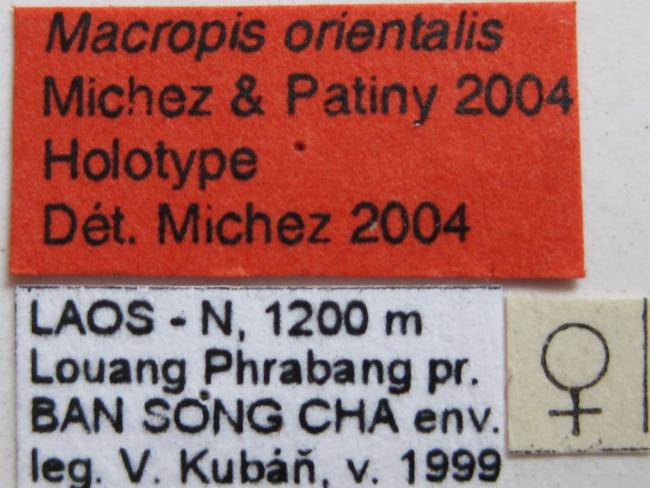 Macropis orientalis
Michez & Patiny 2004
Holotype
Dét. Michez 2004
LAOS - N, 1200 m
Louang Phrabang pr.
BAN SÖNG CHA env.
leg. V. Kubáň, v. 1999
♀